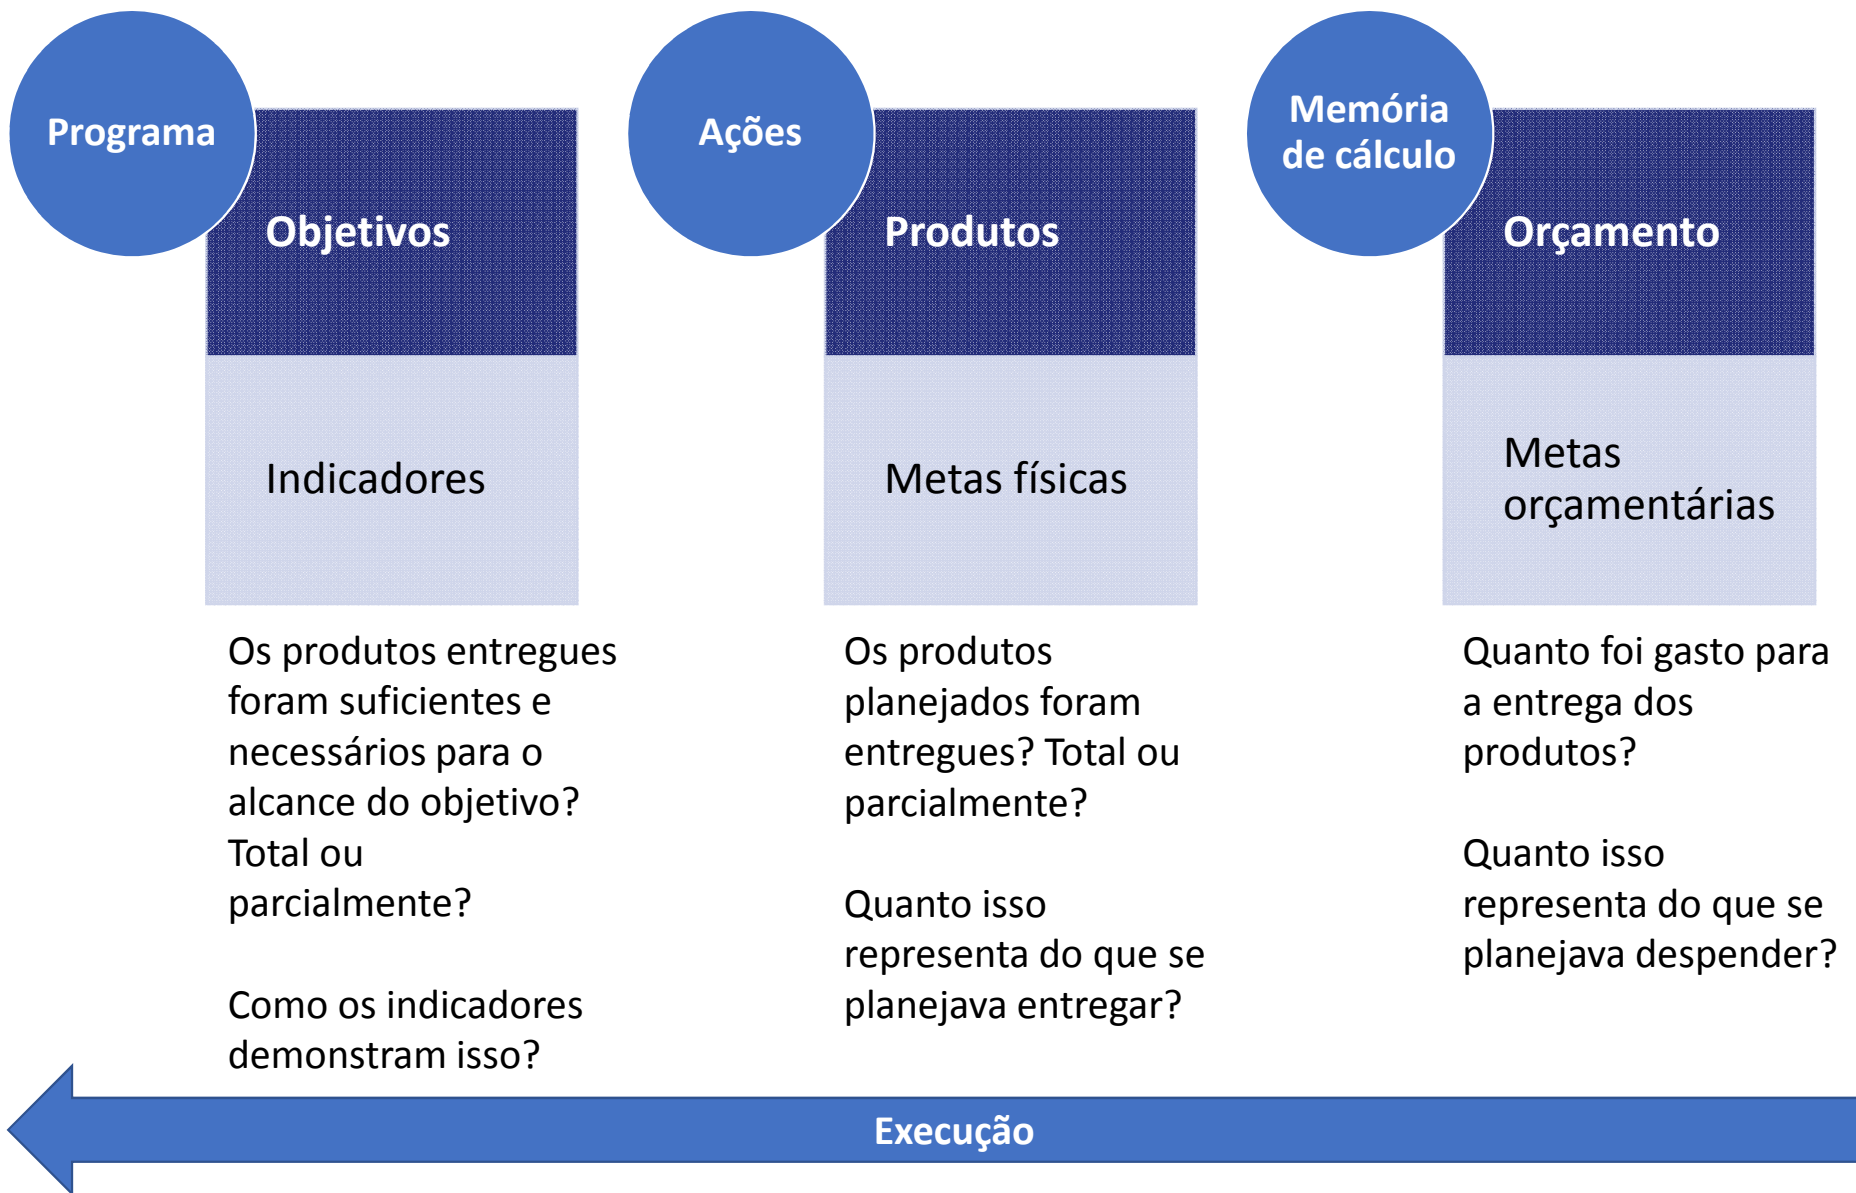 Programa
Objetivos
Indicadores
Os produtos entregues
foram suficientes e
necessários para o
alcance do objetivo?
Total ou
parcialmente?
Como os indicadores
demonstram isso?
Ações
Produtos
Metas físicas
Os produtos
planejados foram
entregues? Total ou
parcialmente?
Quanto isso
representa do que se
planejava entregar?
Memória
de cálculo
Orçamento
Metas
orçamentárias
Quanto foi gasto para
a entrega dos
produtos?
Quanto isso
representa do que se
planejava despender?
Execução